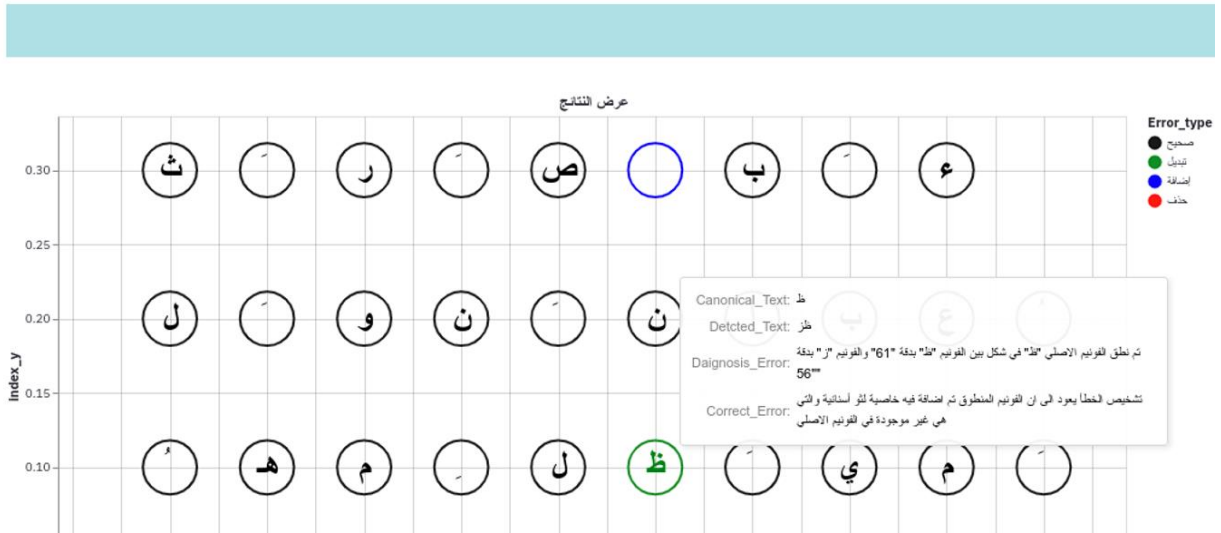 عرض النتائج
Error_type
صحيح
تبديل
إضافة
حذف
Index_y
0.30
ث َ ر َ ص ب َ ء
0.25
0.20
ل َ و ن َ ن
Canonical_Text: ظ
Detcted_Text: ظز
Daignosis_Error: تم نطق الفونيم الاصلي "ظ" في شكل بين الفونيم "ظ" بدقة "61" والفونيم "ز" بدقة
""56
Correct_Error: تشخيص الخطأ يعود الى ان الفونيم المنطوق تم اضافة فيه خاصية لثو أسنانية والتي
هي غير موجودة في الفونيم الاصلي
0.15
0.10
ُ هـ م ِ ل ظ َ ي م َ